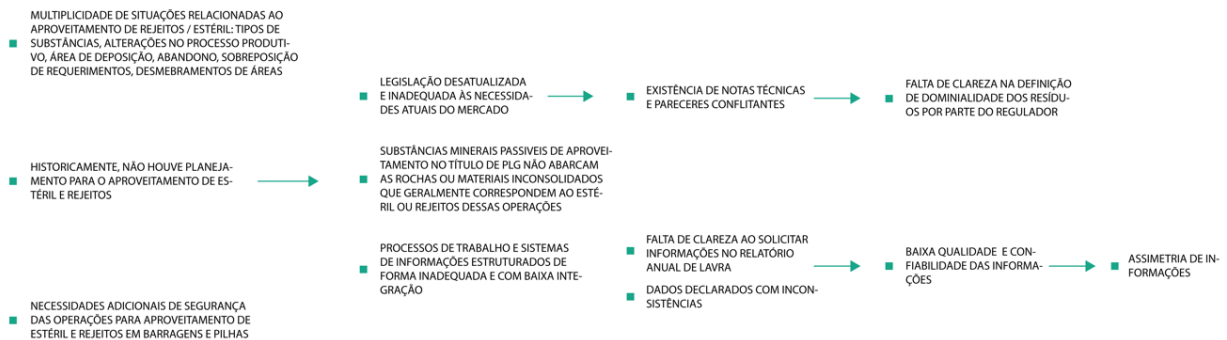 MULTIPLICIDADE DE SITUAÇÕES RELACIONADAS AO
APROVEITAMENTO DE REJEITOS / ESTÉRIL: TIPOS DE
SUBSTÂNCIAS, ALTERAÇÕES NO PROCESSO PRODUTI-
VO, ÁREA DE DEPOSIÇÃO, ABANDONO, SOBREPOSIÇÃO
DE REQUERIMENTOS, DESMEBRAMENTOS DE ÁREAS
HISTORICAMENTE, NÃO HOUVE PLANEJA-
MENTO PARA O APROVEITAMENTO DE ES-
TÉRIL E REJEITOS
NECESSIDADES ADICIONAIS DE SEGURANÇA
DAS OPERAÇÕES PARA APROVEITAMENTO DE
ESTÉRIL E REJEITOS EM BARRAGENS E PILHAS
LEGISLAÇÃO DESATUALIZADA
E INADEQUADA ÀS NECESSIDA-
DES ATUAIS DO MERCADO
SUBSTÂNCIAS MINERAIS PASSIVEIS DE APROVEI-
TAMENTO NO TÍTULO DE PLG NÃO ABARCAM
AS ROCHAS OU MATERIAIS INCONSOLIDADOS
QUE GERALMENTE CORRESPONDEM AO ESTÉ-
RIL OU REJEITOS DESSAS OPERAÇÕES
PROCESSOS DE TRABALHO E SISTEMAS
DE INFORMAÇÕES ESTRUTURADOS DE
FORMA INADEQUADA E COM BAIXA INTE-
GRAÇÃO
EXISTÊNCIA DE NOTAS TÉCNICAS
E PARECERES CONFLITANTES
FALTA DE CLAREZA AO SOLICITAR
INFORMAÇÕES NO RELATÓRIO
ANUAL DE LAVRA
DADOS DECLARADOS COM INCON-
SISTÊNCIAS
FALTA DE CLAREZA NA DEFINIÇÃO
DE DOMINIALIDADE DOS RESÍDU-
OS POR PARTE DO REGULADOR
BAIXA QUALIDADE E CON-
FIABILIDADE DAS INFORMA-
ÇÕES
ASSIMETRIA DE IN-
FORMAÇÕES